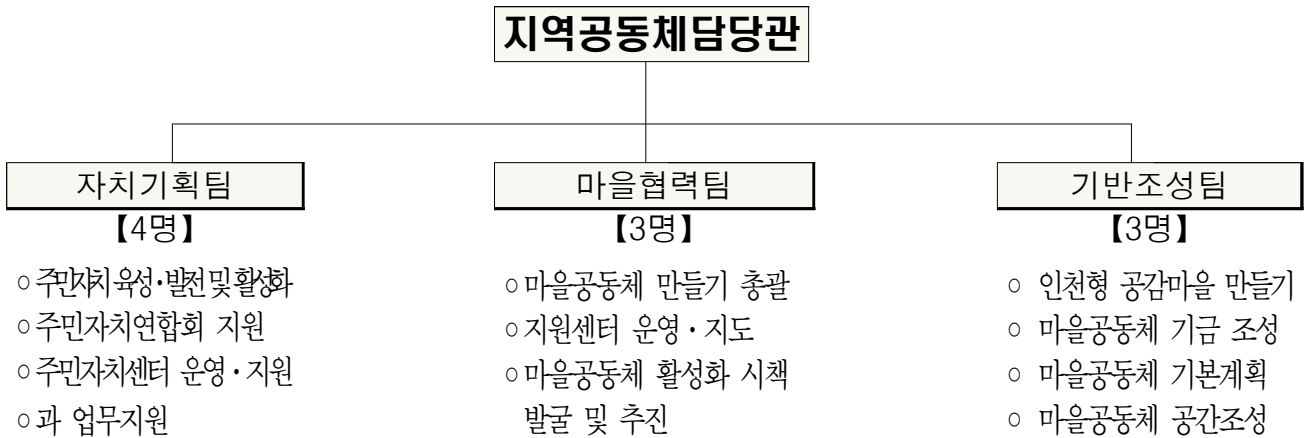 지역공동체담당관
자치기획팀
【4명】
○주민자치 육성·발전 및 활성화
○주민자치연합회 지원
○주민자치센터 운영·지원
○과 업무지원
마을협력팀
【3명】
○마을공동체 만들기 총괄
○지원센터 운영·지도
○마을공동체 활성화 시책
발굴 및 추진
기반조성팀
【3명】
○ 인천형 공감마을 만들기
○ 마을공동체 기금 조성
○ 마을공동체 기본계획
○ 마을공동체 공간조성